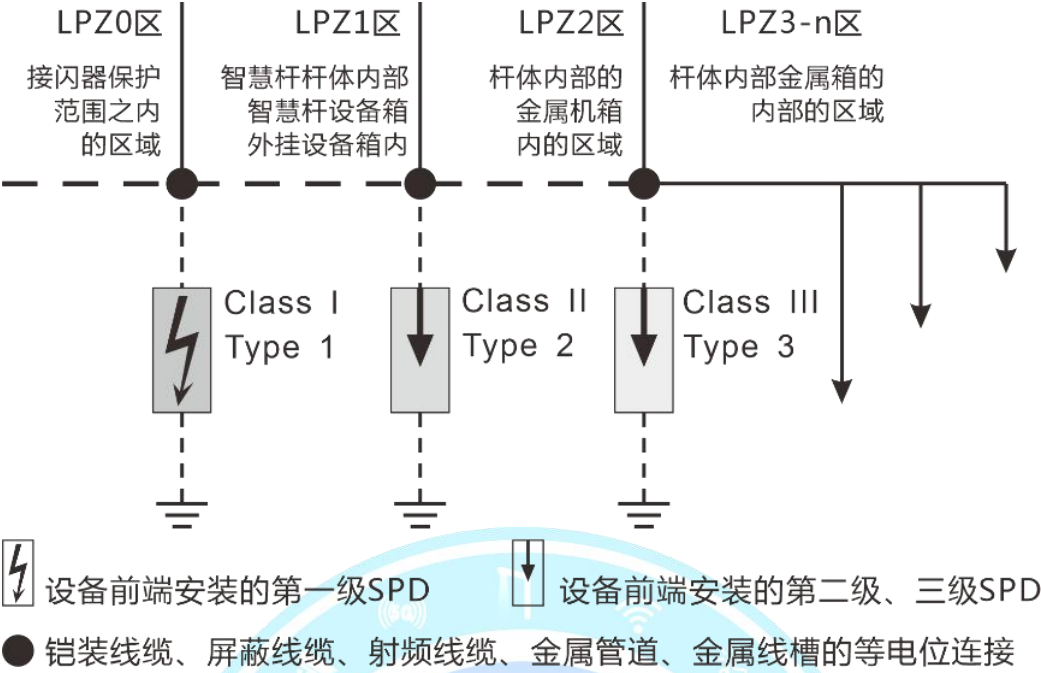 LPZ0区
接闪器保护
范围之内
的区域
LPZ1区
智慧杆杆体内部
智慧杆设备箱
外挂设备箱内
LPZ2区
杆体内部的
金属机箱
内的区域
LPZ3-n区
杆体内部金属箱的
内部的区域
Class I
Type 1
Class II
Type 2
Class III
Type 3
设备前端安装的第一级SPD
设备前端安装的第二级、三级SPD
铠装线缆、屏蔽线缆、射频线缆、金属管道、金属线槽的等电位连接
5G